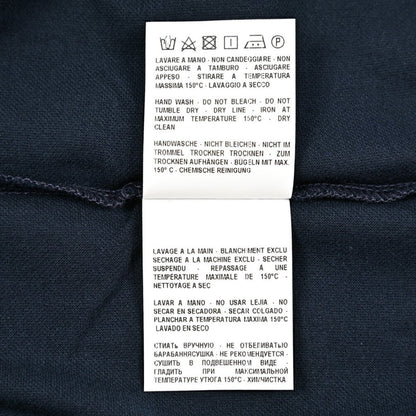 LAVARE A MANO - NON CANDEGGIARE - NON
ASCIUGARE A TAMBURO - ASCIUGARE
APPESO - STIRARE A TEMPERATURA
MASSIMA 150°C - LAVAGGIO A SECCO
HAND WASH - DO NOT BLEACH - DO NOT
TUMBLE DRY - DRY LINE - IRON AT
MAXIMUM TEMPERATURE 150°C - DRY
CLEAN
HANDWÄSCHE - NICHT BLEICHEN - NICHT IM
TROMMEL TROCKNER TROCKNEN - ZUM
TROCKNEN AUFHÄNGEN - BÜGELN MIT MAX.
150° C - CHEMISCHE REINIGUNG
LAVAGE A LA MAIN - BLANCHMENT EXCLU
SECHAGE A LA MACHINE EXCLU - SECHER
SUSPENDU - REPASSAGE A UNE
TEMPERATURE MAXIMALE DE 150°C -
NETTOYAGE A SEC
LAVAR A MANO - NO USAR LEJIA - NO
SECAR EN SECADORA - SECAR COLGADO -
PLANCHAR A TEMPERATURA MAXIMA 150°C
LAVADO EN SECO
СТИАТЬ ВРУЧНУЮ - НЕ ОТБЕЛИВАТЬ
БАРАБАННАЯСУШКА - НЕ РЕКОМЕНДУЕТСЯ -
СУШИТЬ В ПОДВЕШЕННОМ ВИДЕ -
ГЛАДИТЬ ПРИ МАКСИМАЛЬНОЙ
ТЕМПЕРАТУРЕ УТЮГА 150°C - ХИМЧИСТКА